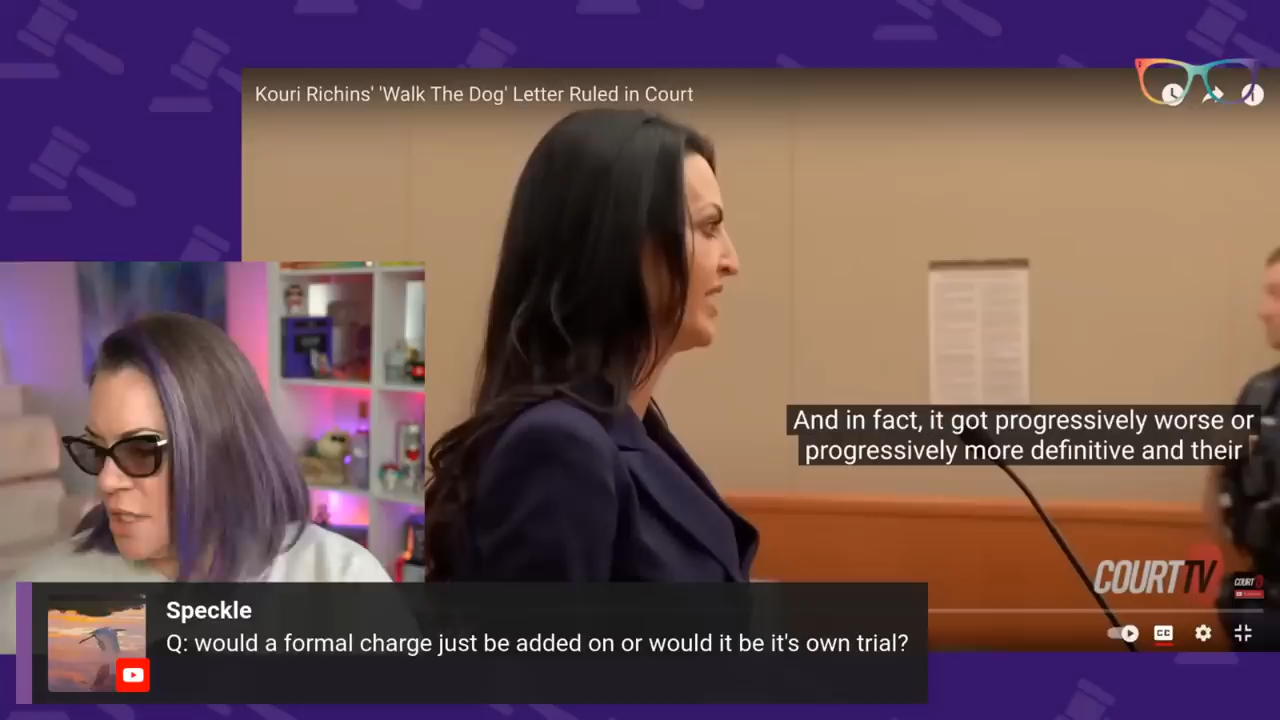 Kouri Richins' 'Walk The Dog' Letter Ruled in Court
And in fact, it got progressively worse or
progressively more definitive and their
COURTTV
COURT
CC
Speckle
Q: would a formal charge just be added on or would it be it's own trial?